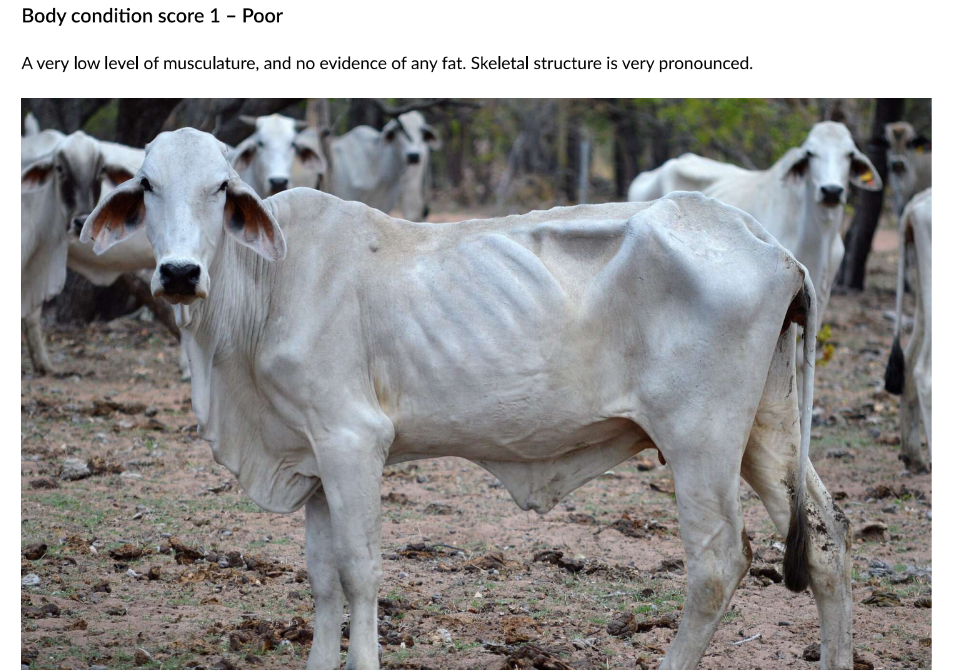 Body condition score 1 – Poor
A very low level of musculature, and no evidence of any fat. Skeletal structure is very pronounced.